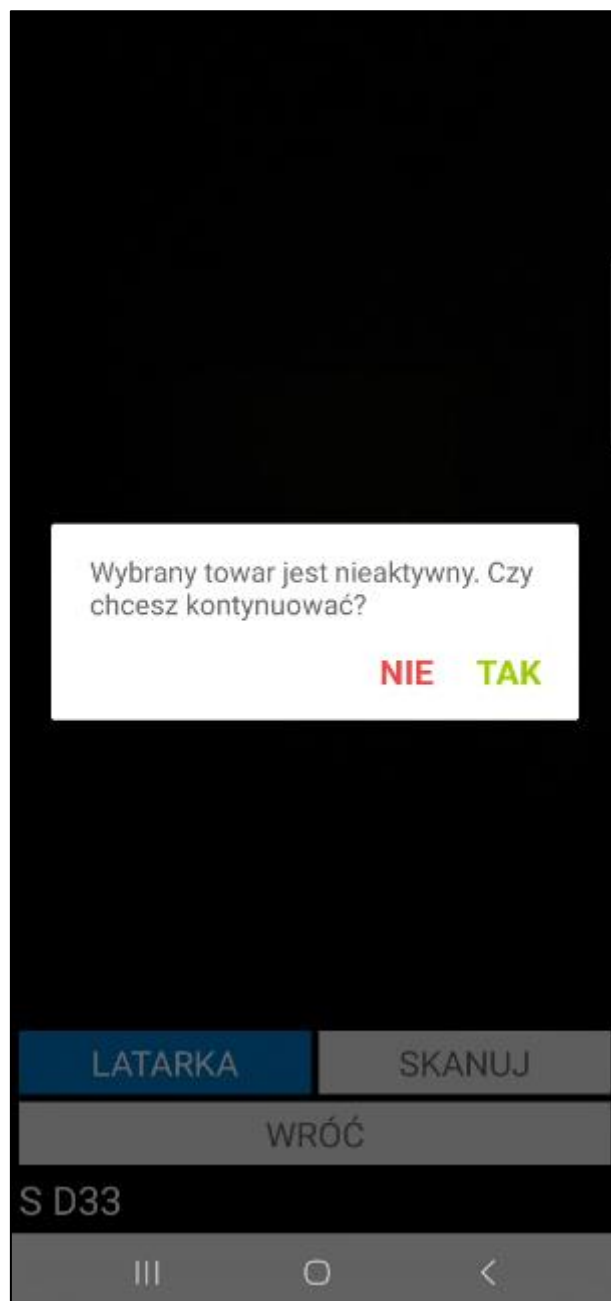 Wybrany towar jest nieaktywny. Czy
chcesz kontynuować?
NIE TAK
LATARKA SKANUJ
WRÓĆ
S D33